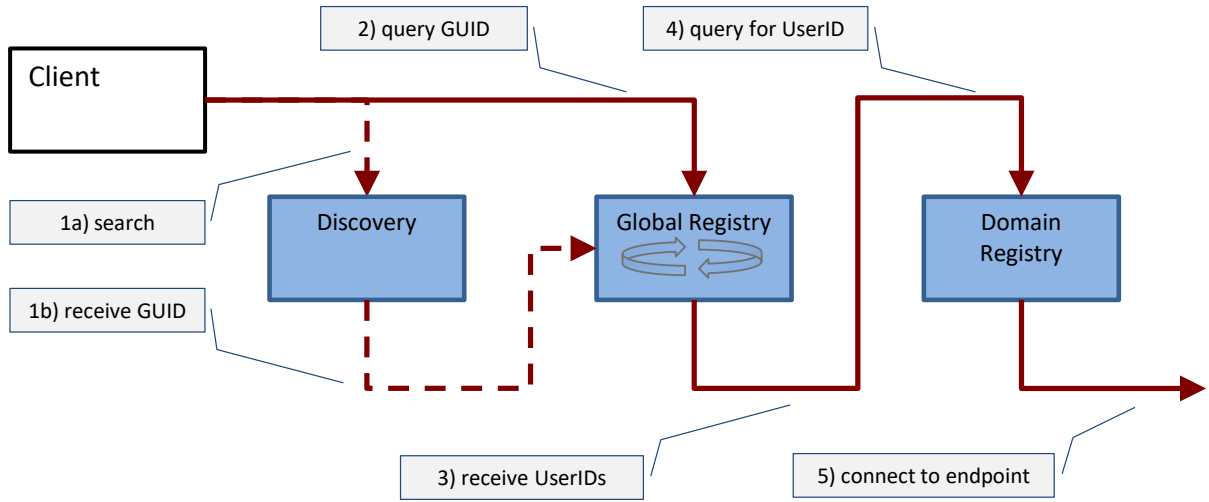 2) query GUID
4) query for UserID
Client
1a) search
Discovery
Global Registry
Domain
Registry
1b) receive GUID
3) receive UserIDs
5) connect to endpoint